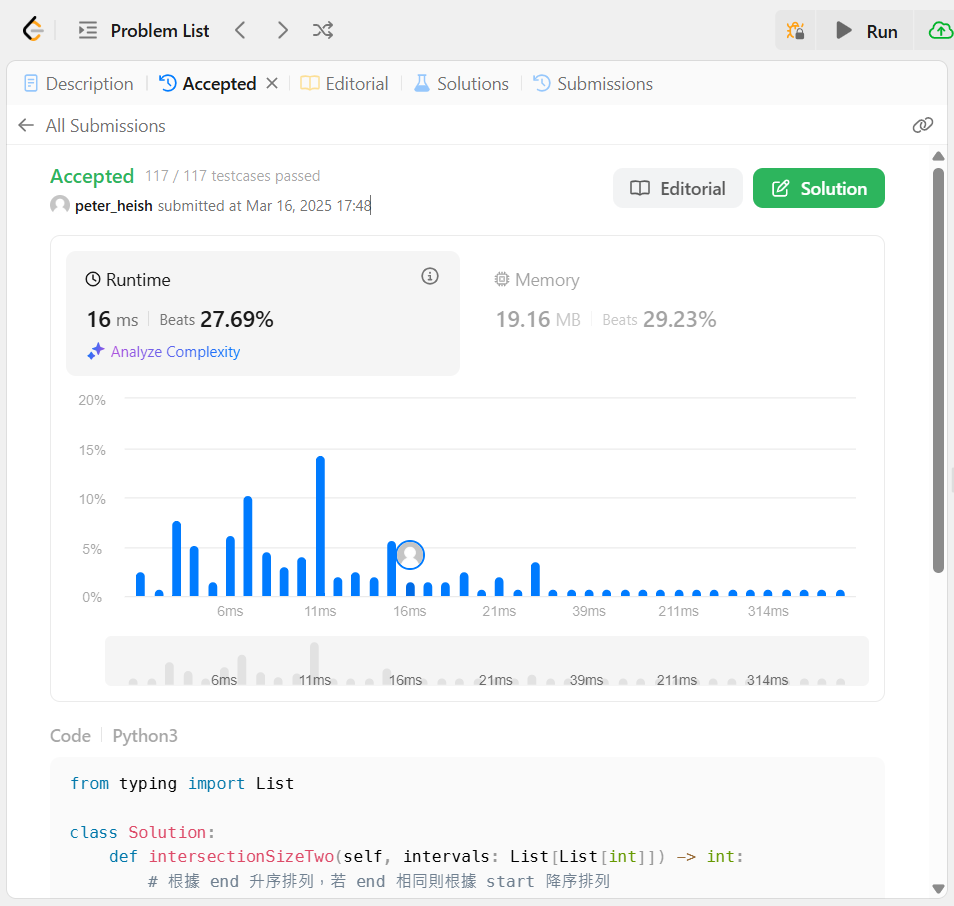 Problem List
Run
Description
Accepted
Editorial
Solutions
Submissions
All Submissions
Accepted 117 / 117 testcases passed
peter_heish submitted at Mar 16, 2025 17:48
Editorial
Solution
Runtime
16 ms Beats 27.69%
Analyze Complexity
Memory
19.16 MB Beats 29.23%
20%
15%
10%
5%
0%
6ms 11ms 16ms 21ms 39ms 211ms 314ms
6ms 11ms 16ms 21ms 39ms 211ms 314ms
Code Python3
from typing import List
class Solution:
def intersectionSizeTwo(self, intervals: List[List[int]]) -> int:
# 根據 end 升序排列,若 end 相同則根據 start 降序排列